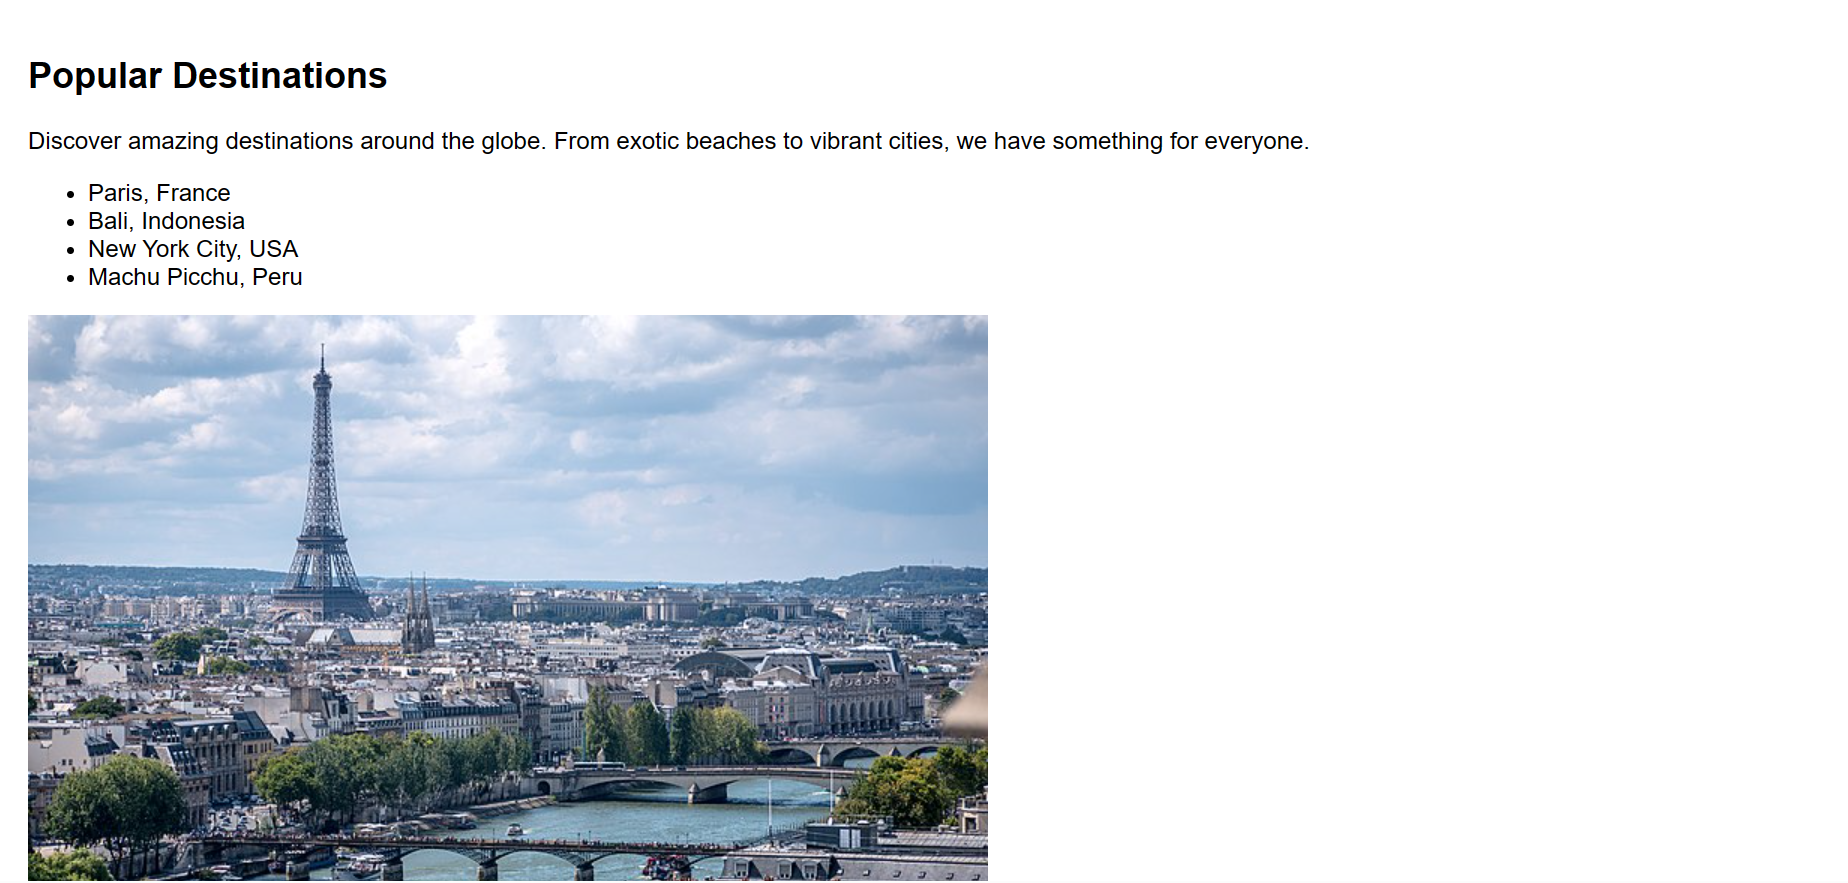 Popular Destinations
Discover amazing destinations around the globe. From exotic beaches to vibrant cities, we have something for everyone.
Paris, France
Bali, Indonesia
New York City, USA
Machu Picchu, Peru